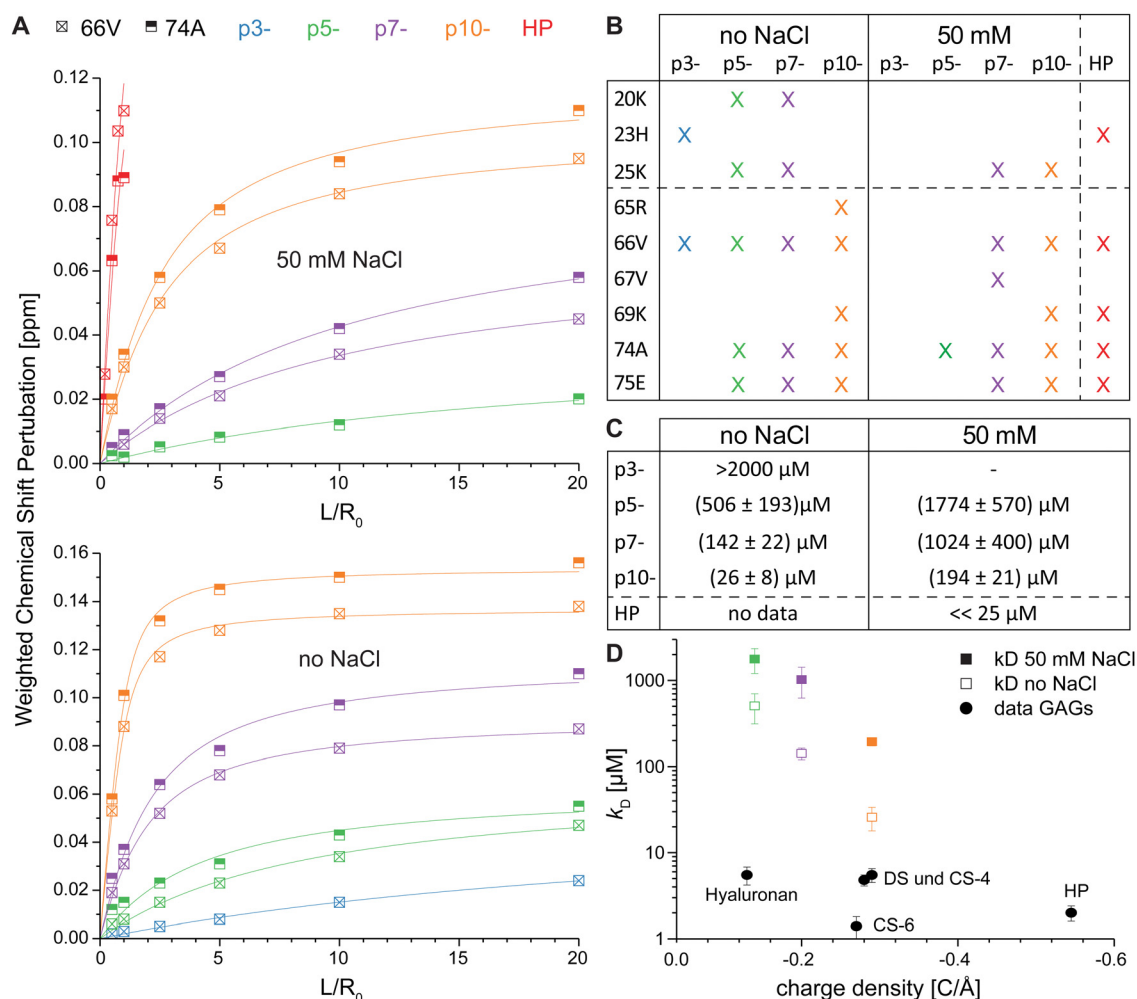 A 66V 74A p3- p5- p7- p10- HP
Weighted Chemical Shift Pertubation [ppm]
0.12
0.10
0.08
0.06
0.04
0.02
0.00
50 mM NaCl
0 5 10 15 20
L/R0
0.16
0.14
0.12
0.10
0.08
0.06
0.04
0.02
0.00
no NaCl
0 5 10 15 20
L/R0
B no NaCl 50 mM
p3- p5- p7- p10- p3- p5- p7- p10- HP
20K X X
23H X X
25K X X X X
65R X
66V X X X X X X X
67V X
69K X X X
74A X X X X X X X
75E X X X X X X
C no NaCl 50 mM
p3- >2000 µM -
p5- (506 ± 193)µM (1774 ± 570) µM
p7- (142 ± 22) µM (1024 ± 400) µM
p10- (26 ± 8) µM (194 ± 21) µM
HP no data << 25 µM
D
kD 50 mM NaCl
kD no NaCl
data GAGs
kD [µM]
1000
100
10
1
Hyaluronan
DS und CS-4
CS-6
HP
0.0 -0.2 -0.4 -0.6
charge density [C/Å]